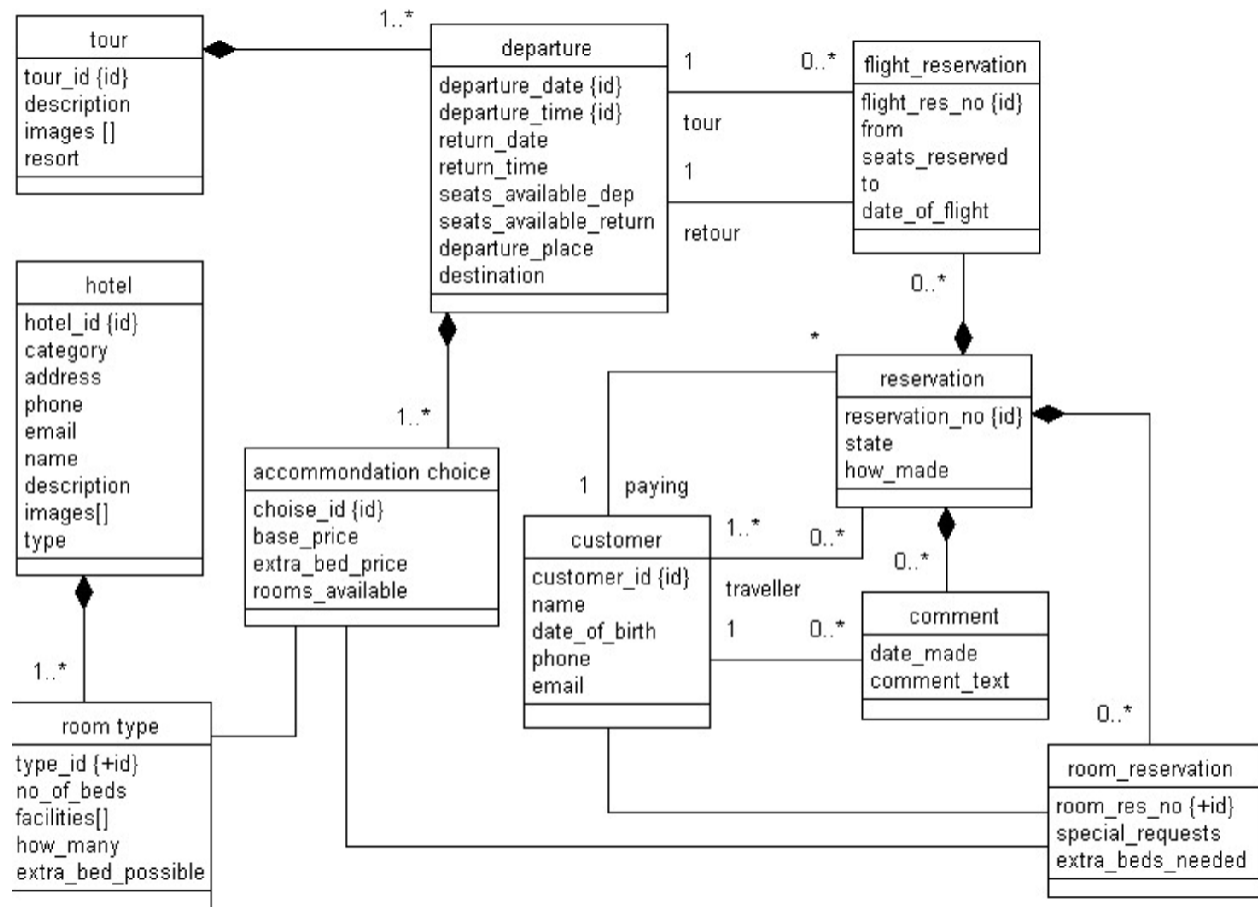 tour
tour_id {id}
description
images []
resort
1..*
departure
departure_date {id}
departure_time {id}
return_date
return_time
seats_available_dep
seats_available_return
departure_place
destination
1
0..*
tour
1
retour
flight_reservation
flight_res_no {id}
from
seats_reserved
to
date_of_flight
0..*
hotel
hotel_id {id}
category
address
phone
email
name
description
images[]
type
1..*
1..*
accommondation choice
choise_id {id}
base_price
extra_bed_price
rooms_available
*
reservation
reservation_no {id}
state
how_made
1
paying
customer
customer_id {id}
name
date_of_birth
phone
email
1..*
0..*
traveller
1
0..*
0..*
comment
date_made
comment_text
0..*
room type
type_id {+id}
no_of_beds
facilities[]
how_many
extra_bed_possible
room_reservation
room_res_no {+id}
special_requests
extra_beds_needed